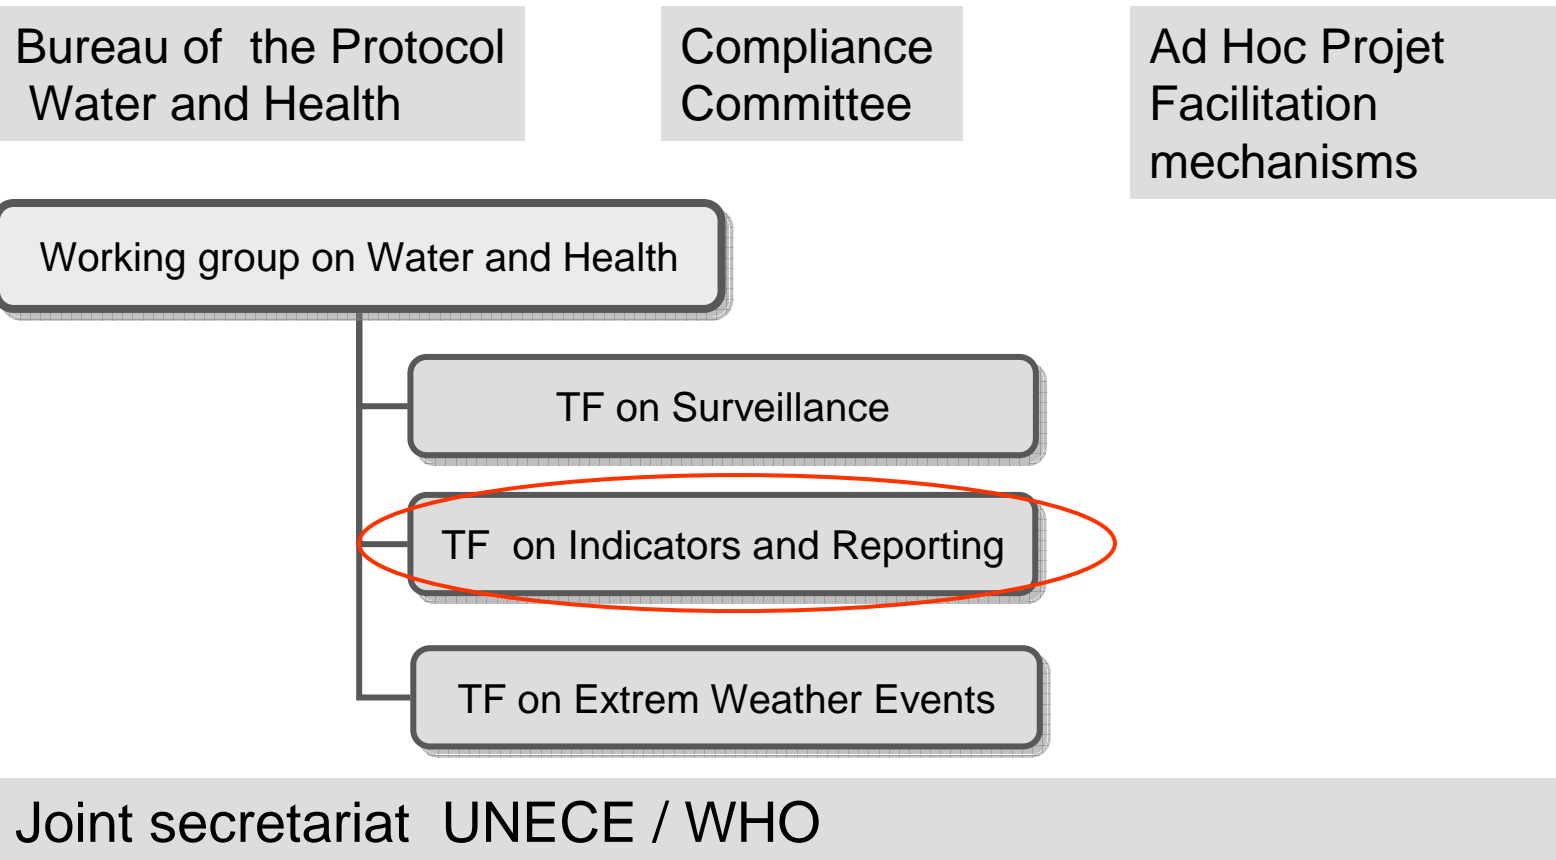 Bureau of  the Protocol
Water and Health
Compliance
Committee
Ad Hoc Projet
Facilitation
mechanisms
Working group on Water and Health
TF on Surveillance
TF  on Indicators and Reporting
TF on Extrem Weather Events
Joint secretariat  UNECE / WHO